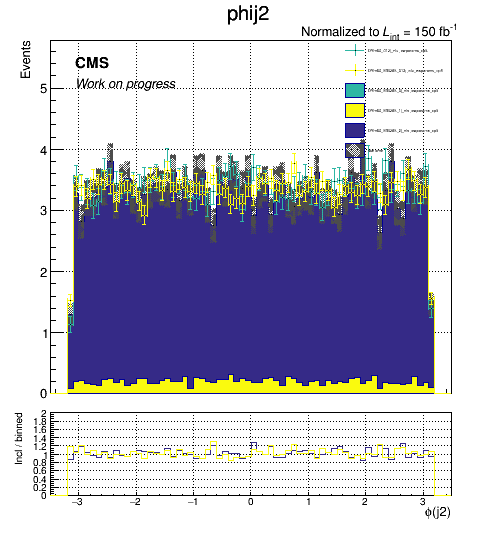 phij2
Normalized to L_int = 150 fb^-1
Events
CMS
Work on progress
5
4
3
2
1
0
Incl / binned
2
1.8
1.6
1.4
1.2
1
0.8
0.6
0.4
0.2
0
−3 −2 −1 0 1 2 3
ϕ(j2)